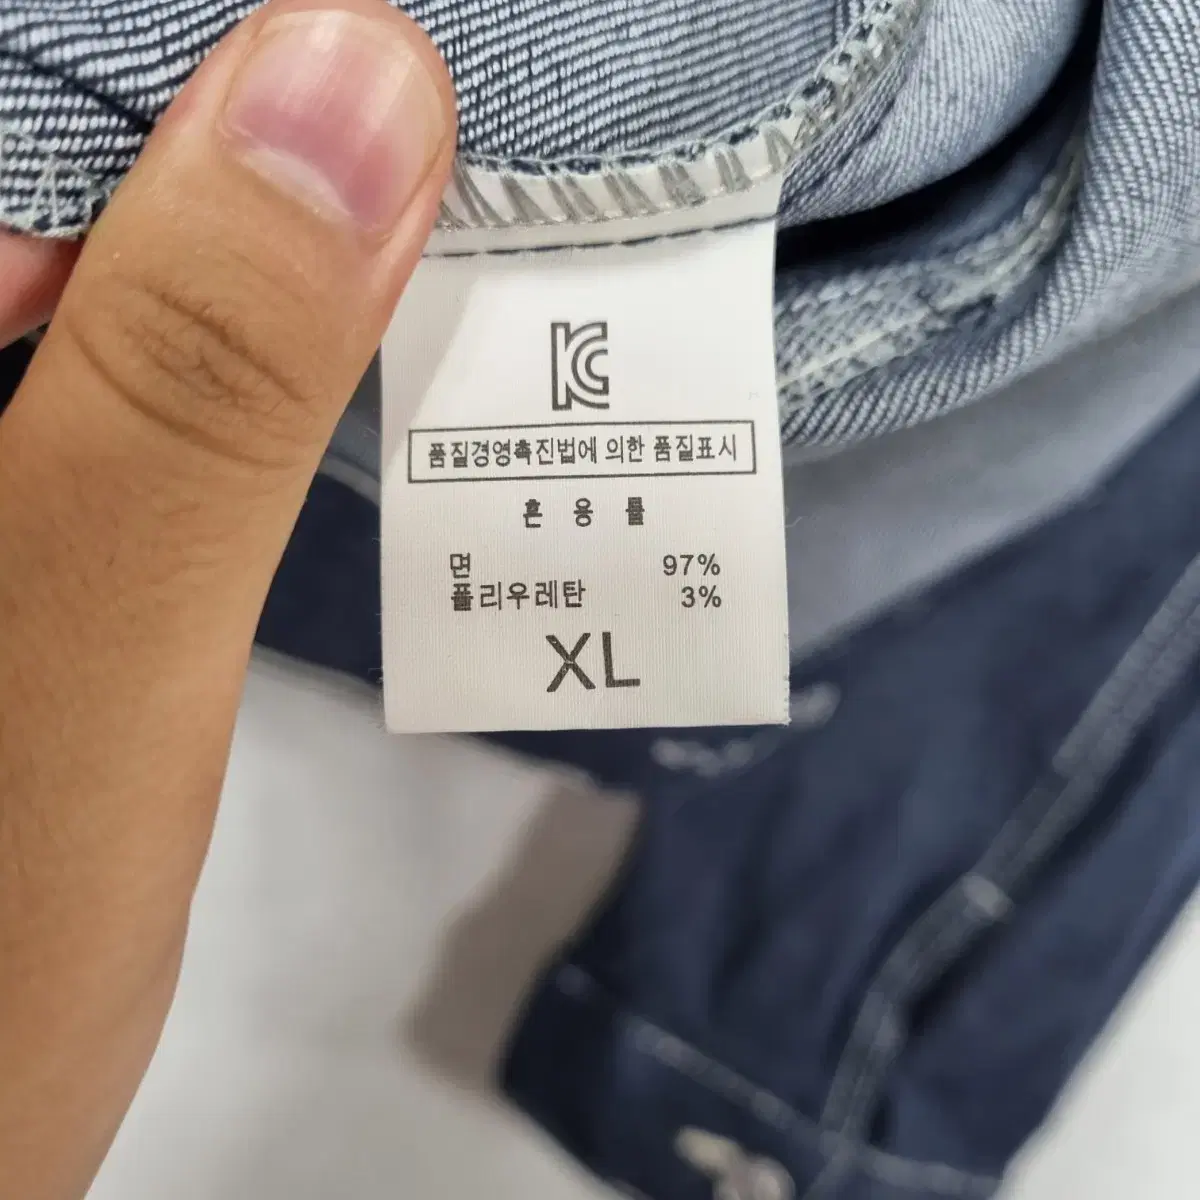 KC
품질경영촉진법에 의한 품질표시
혼 용 률
면 97%
폴리우레탄 3%
XL